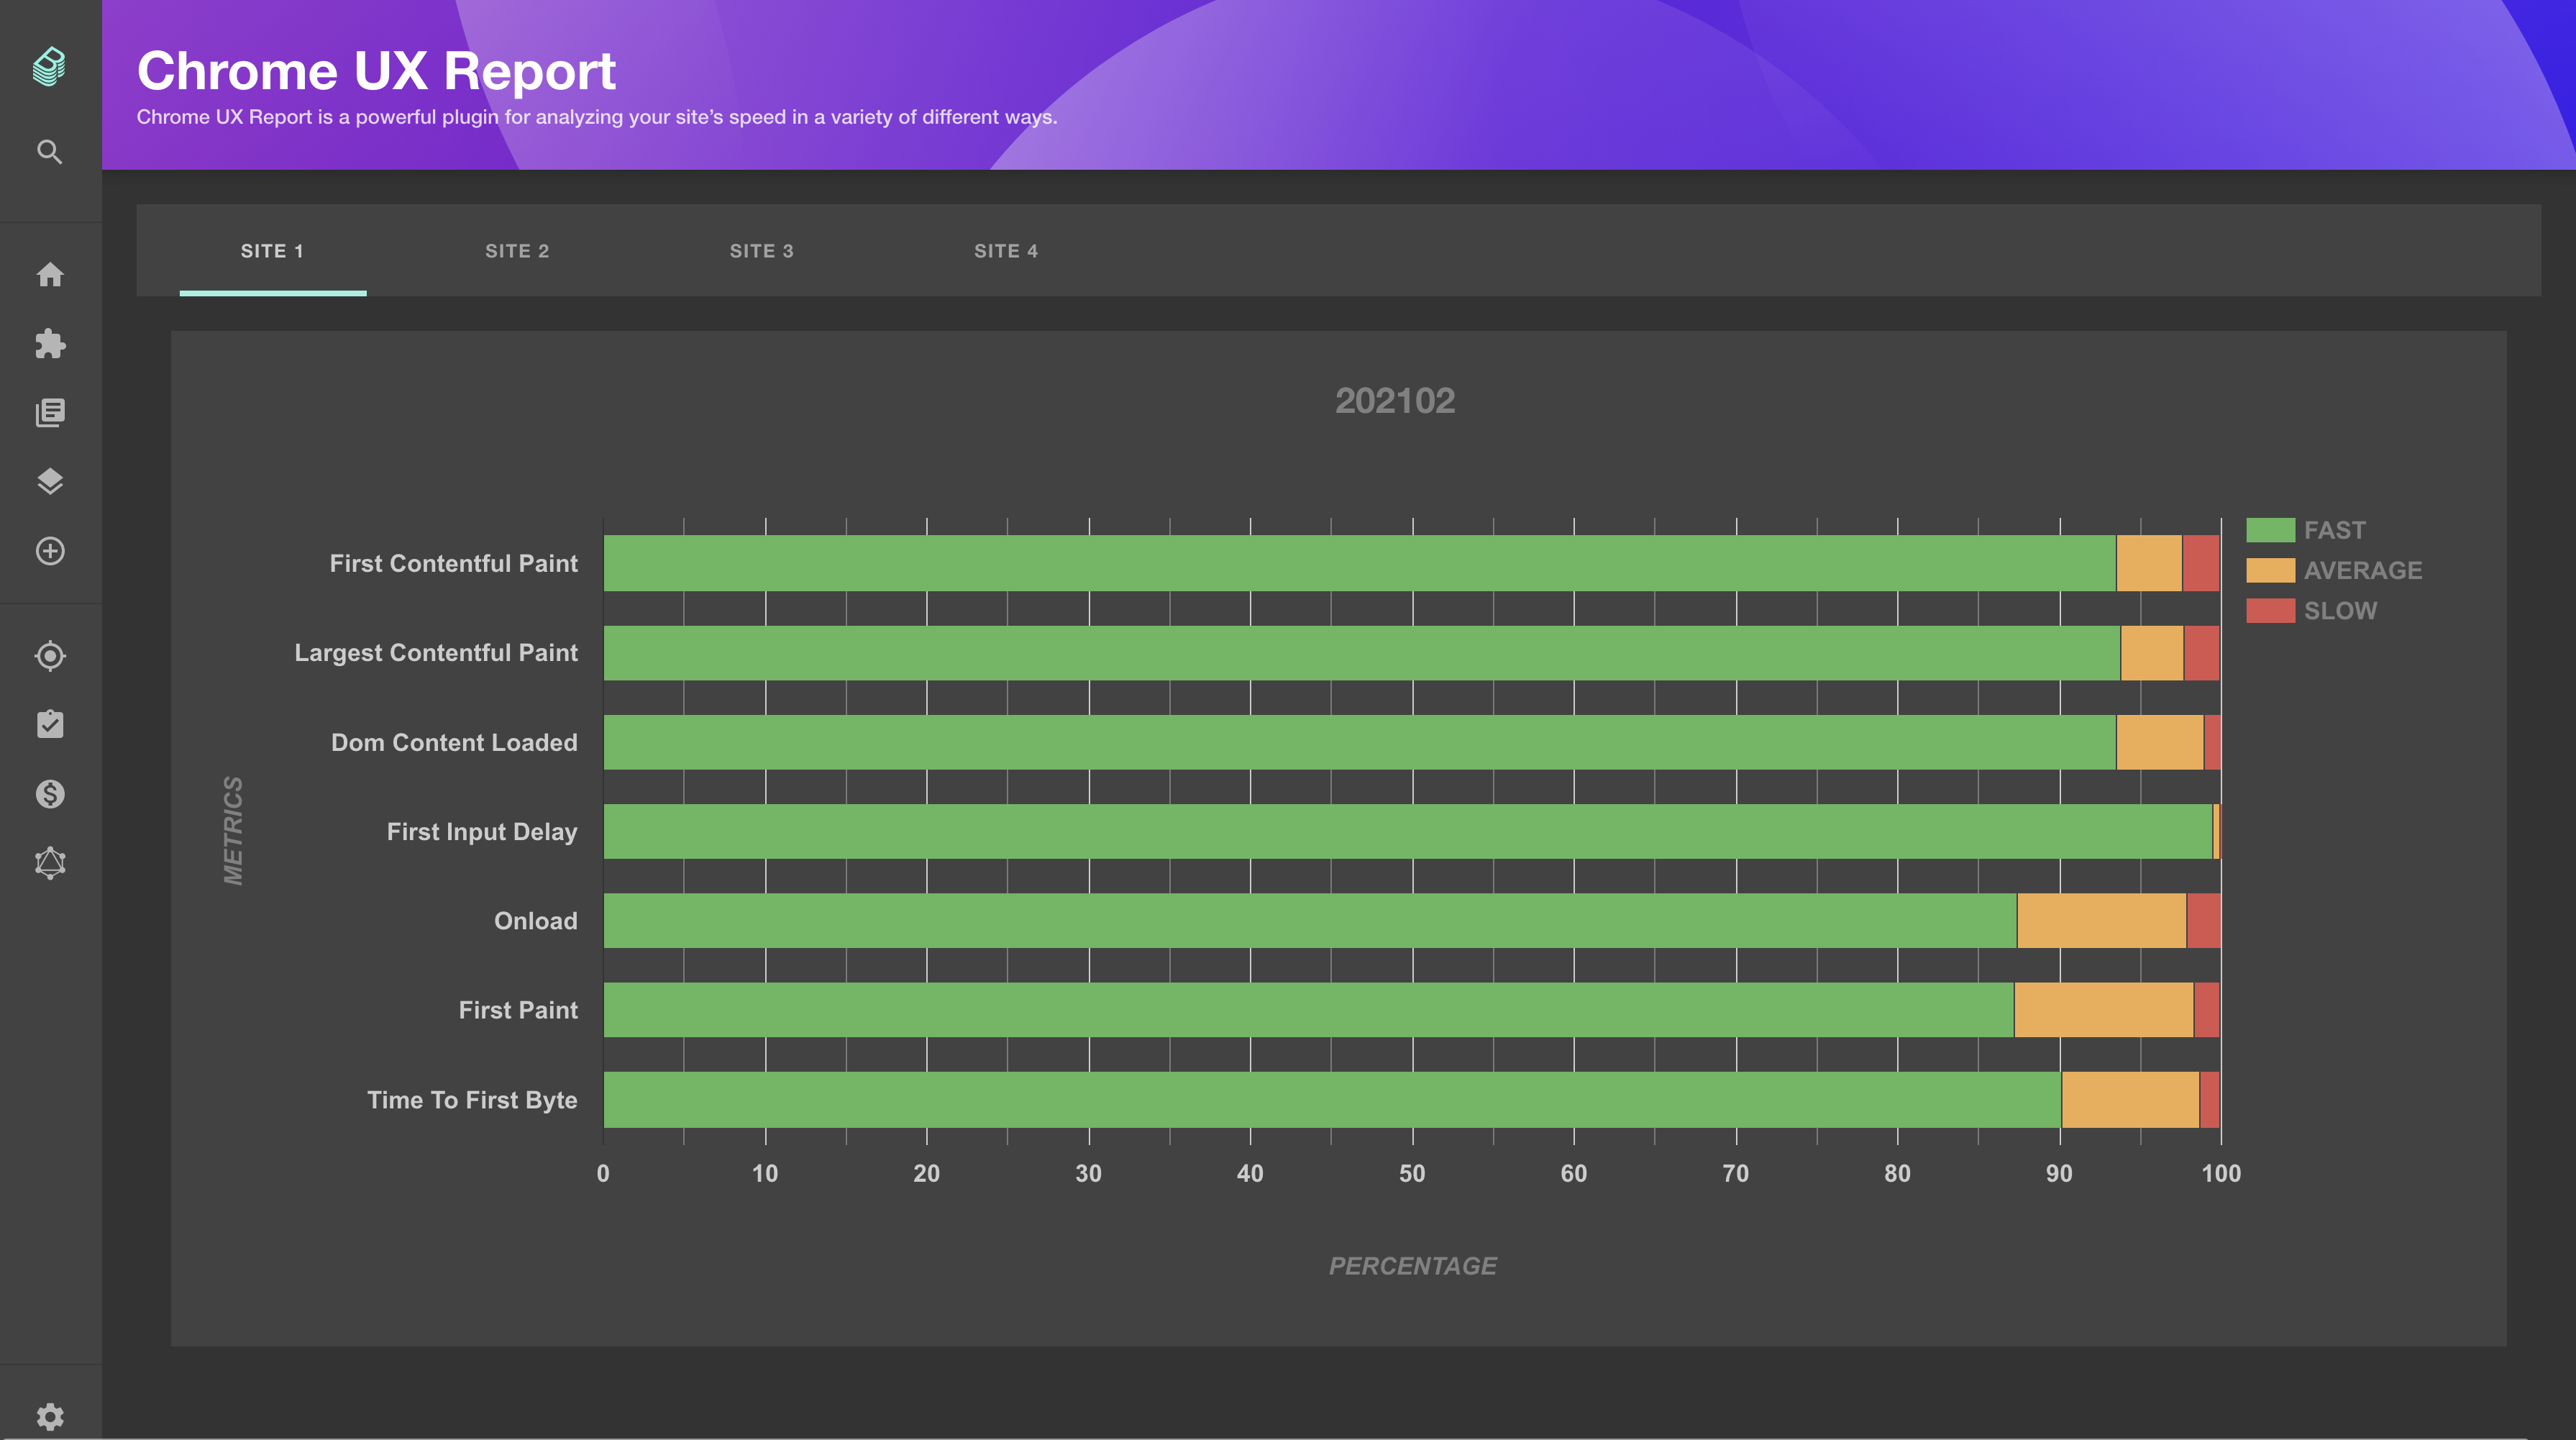 Chrome UX Report
Chrome UX Report is a powerful plugin for analyzing your site’s speed in a variety of different ways.
SITE 1
SITE 2
SITE 3
SITE 4
202102
FAST
AVERAGE
SLOW
METRICS
First Contentful Paint
Largest Contentful Paint
Dom Content Loaded
First Input Delay
Onload
First Paint
Time To First Byte
0 10 20 30 40 50 60 70 80 90 100
PERCENTAGE